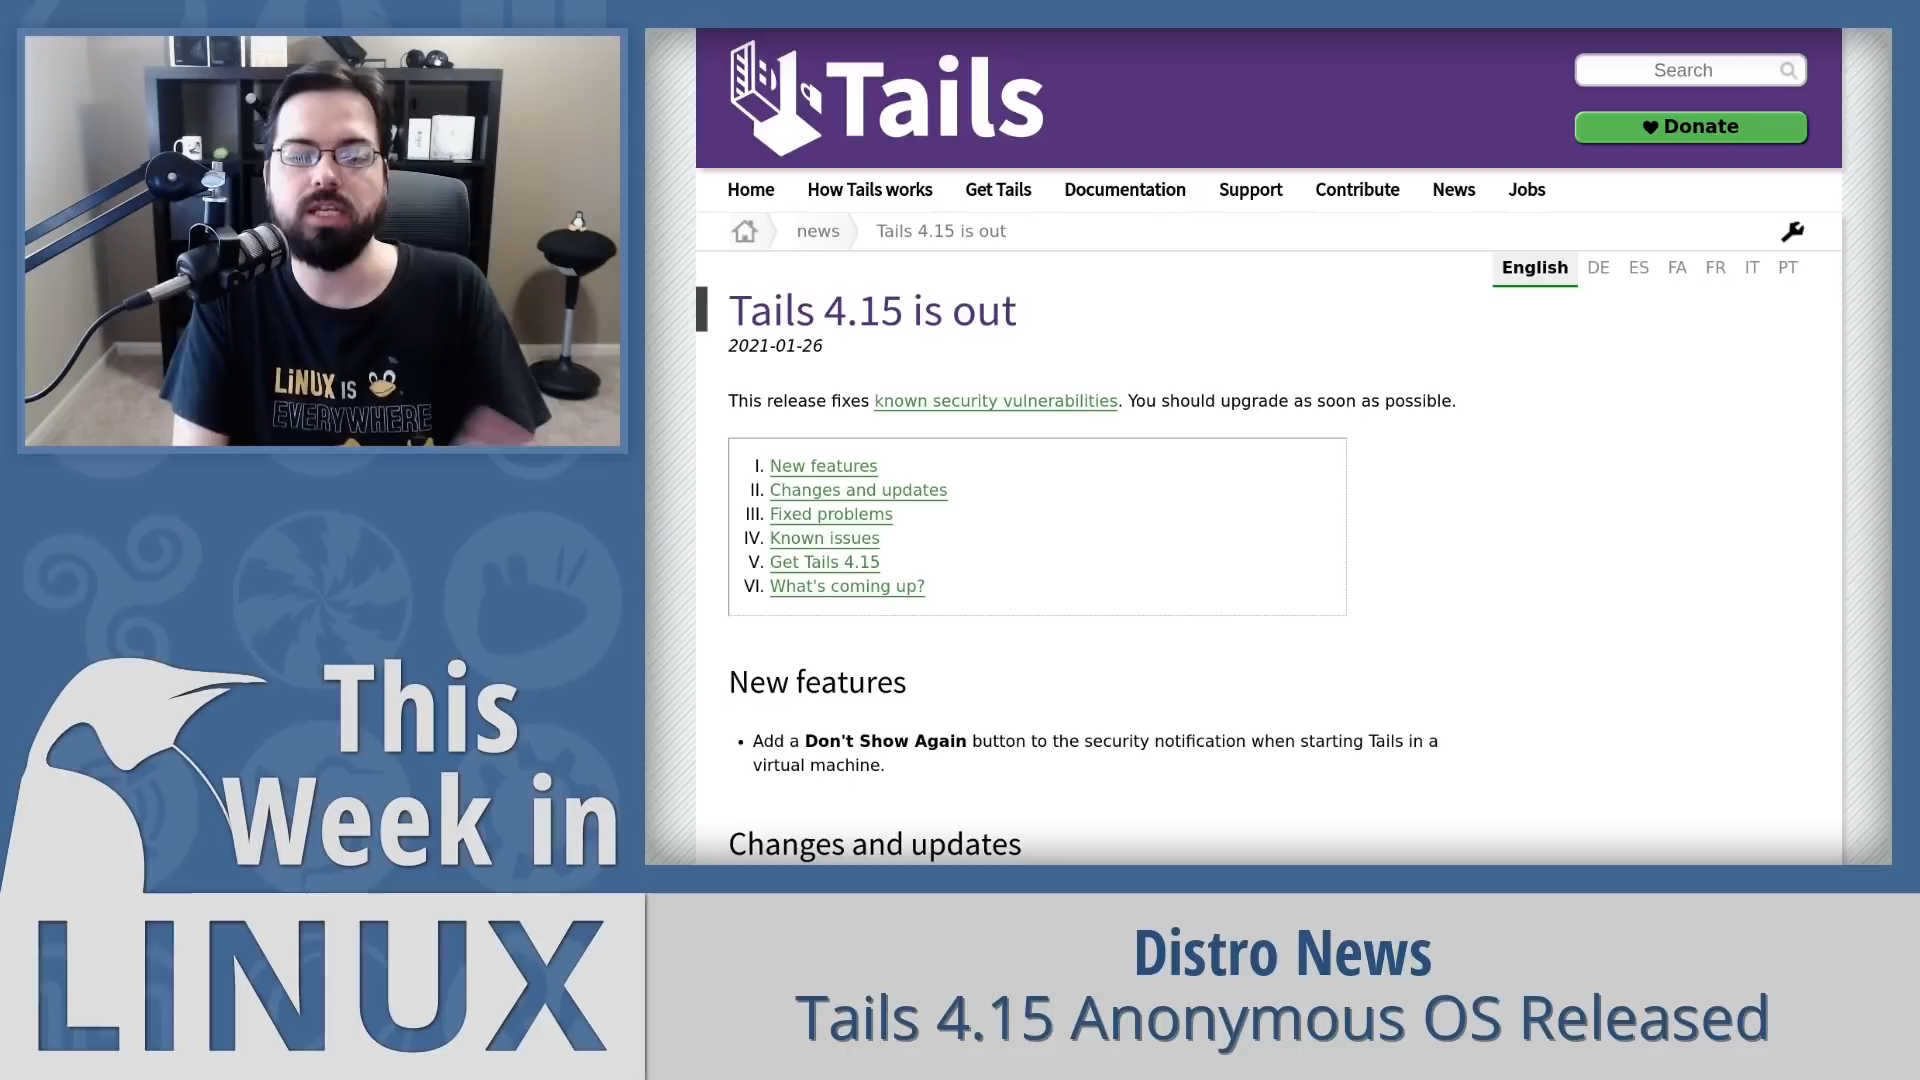 LiNUX IS
EVERYWHERE
This
Week in
LINUX
Tails
Search
Donate
Home How Tails works Get Tails Documentation Support Contribute News Jobs
news Tails 4.15 is out
English DE ES FA FR IT PT
Tails 4.15 is out
2021-01-26
This release fixes known security vulnerabilities. You should upgrade as soon as possible.
I. New features
II. Changes and updates
III. Fixed problems
IV. Known issues
V. Get Tails 4.15
VI. What's coming up?
New features
• Add a Don't Show Again button to the security notification when starting Tails in a
virtual machine.
Changes and updates
Distro News
Tails 4.15 Anonymous OS Released